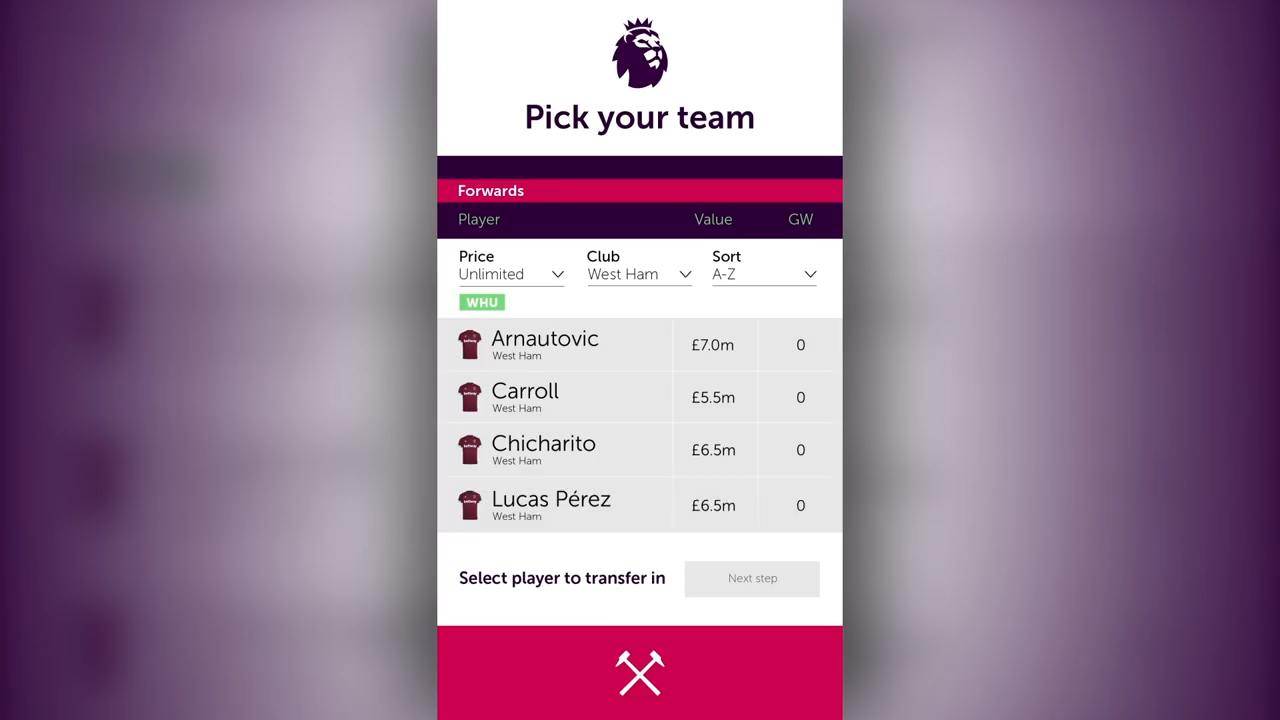 Pick your team
Forwards
Player Value GW
Price Club Sort
Unlimited West Ham A-Z
WHU
Arnautovic £7.0m 0
West Ham
Carroll £5.5m 0
West Ham
Chicharito £6.5m 0
West Ham
Lucas Pérez £6.5m 0
West Ham
Select player to transfer in Next step